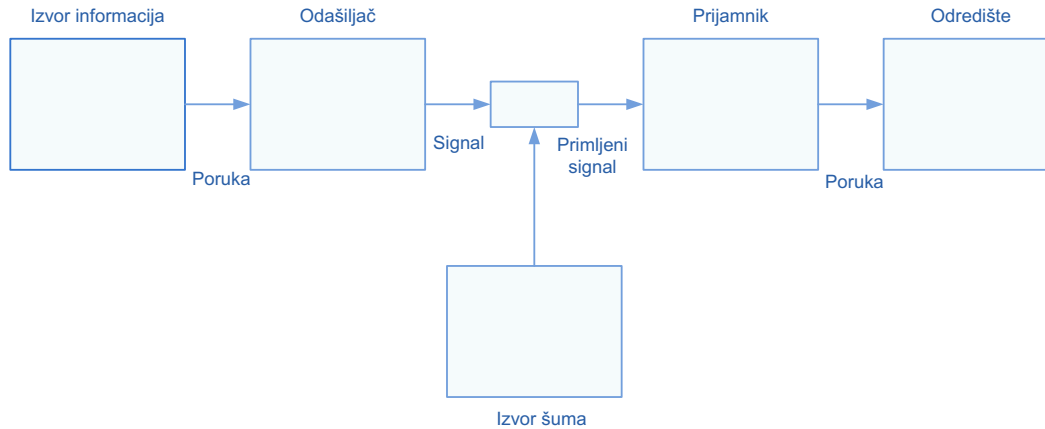 Izvor informacija
Odašiljač
Prijamnik
Odredište
Poruka
Signal
Primljeni
signal
Poruka
Izvor šuma